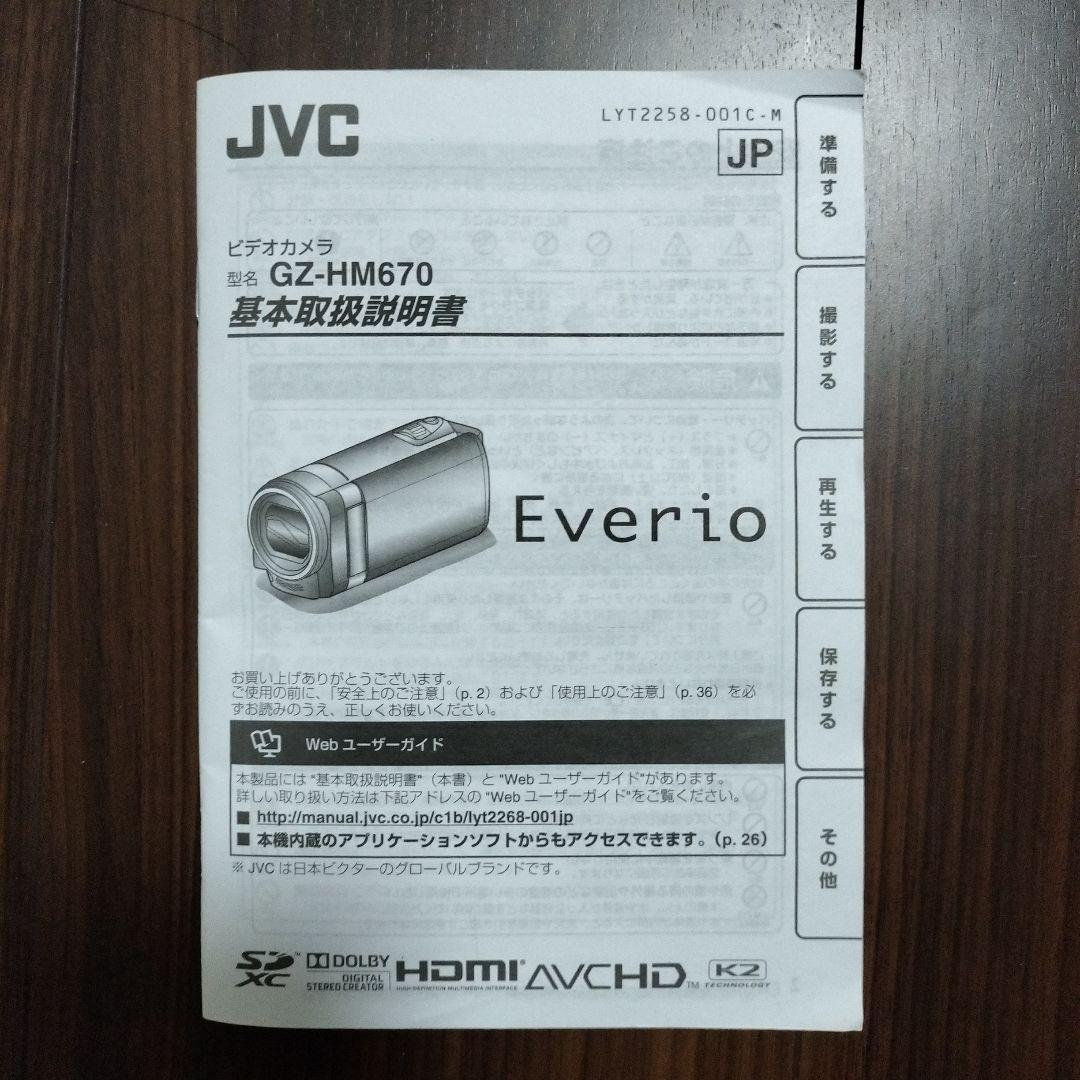 JVC
LYT2258-001C-M
JP
ビデオカメラ
型名 GZ-HM670
基本取扱説明書
Everio
お買い上げありがとうございます。
ご使用の前に、「安全上のご注意」（p. 2）および「使用上のご注意」（p. 36）を必
ずお読みのうえ、正しくお使いください。
Web ユーザーガイド
本製品には "基本取扱説明書"（本書）と "Web ユーザーガイド"があります。
詳しい取り扱い方法は下記アドレスの "Web ユーザーガイド"をご覧ください。
■ http://manual.jvc.co.jp/c1b/lyt2268-001jp
■ 本機内蔵のアプリケーションソフトからもアクセスできます。（p. 26）
※ JVC は日本ビクターのグローバルブランドです。
SD XC™
DOLBY
DIGITAL
STEREO CREATOR
HDMI®
HIGH-DEFINITION MULTIMEDIA INTERFACE
AVCHD™
K2
TECHNOLOGY
準備する
撮影する
再生する
保存する
その他